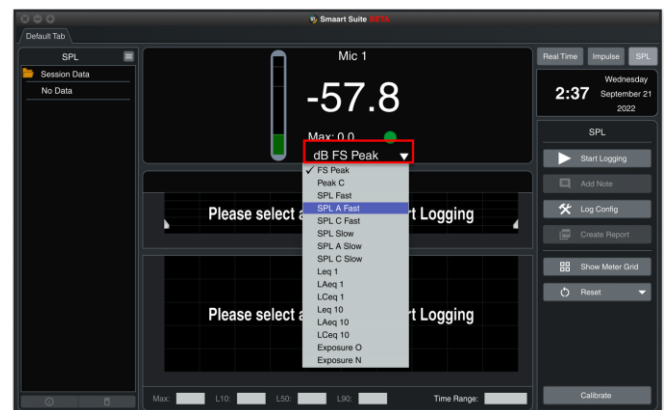 Smaart Suite BETA
Default Tab
SPL
Session Data
No Data
Mic 1
-57.8
Max: 0.0
dB FS Peak
✓ FS Peak
Peak C
SPL Fast
SPL A Fast
SPL C Fast
SPL Slow
SPL A Slow
SPL C Slow
Leq 1
LAeq 1
LCeq 1
Leq 10
LAeq 10
LCeq 10
Exposure O
Exposure N
Please select a
rt Logging
Please select a
rt Logging
Max:
L10:
L50:
L90:
Time Range:
Real Time
Impulse
SPL
2:37
Wednesday
September 21
2022
SPL
Start Logging
Add Note
Log Config
Create Report
Show Meter Grid
Reset
Calibrate